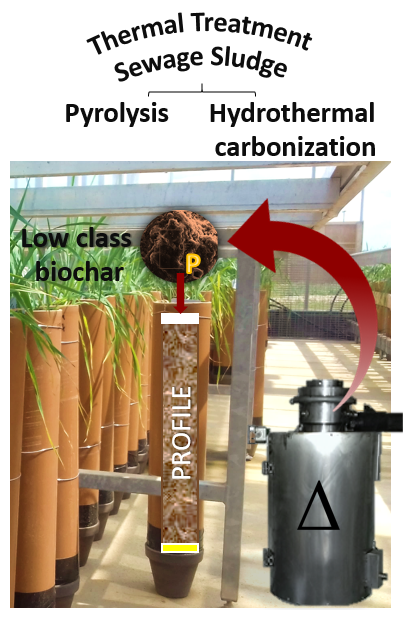 Thermal Treatment
Sewage Sludge
Pyrolysis
Hydrothermal
carbonization
Low class
biochar
P
PROFILE
Δ